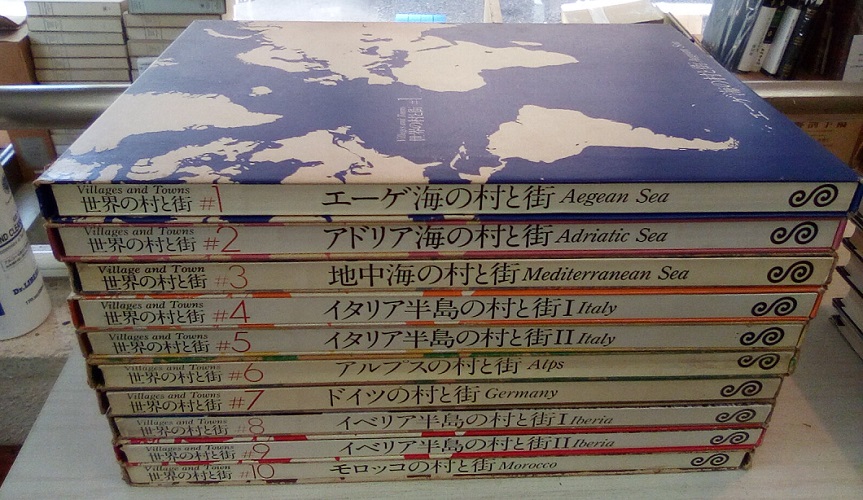 Villages and Towns
世界の村と街 #1
エーゲ海の村と街 Aegean Sea
Villages and Towns
世界の村と街 #2
アドリア海の村と街 Adriatic Sea
Village and Town
世界の村と街 #3
地中海の村と街 Mediterranean Sea
Villages and Towns
世界の村と街 #4
イタリア半島の村と街 I Italy
Villages and Towns
世界の村と街 #5
イタリア半島の村と街 II Italy
Villages and Towns
世界の村と街 #6
アルプスの村と街 Alps
Villages and Towns
世界の村と街 #7
ドイツの村と街 Germany
Villages and Towns
世界の村と街 #8
イベリア半島の村と街 I Iberia
Villages and Towns
世界の村と街 #9
イベリア半島の村と街 II Iberia
Village and Town
世界の村と街 #10
モロッコの村と街 Morocco